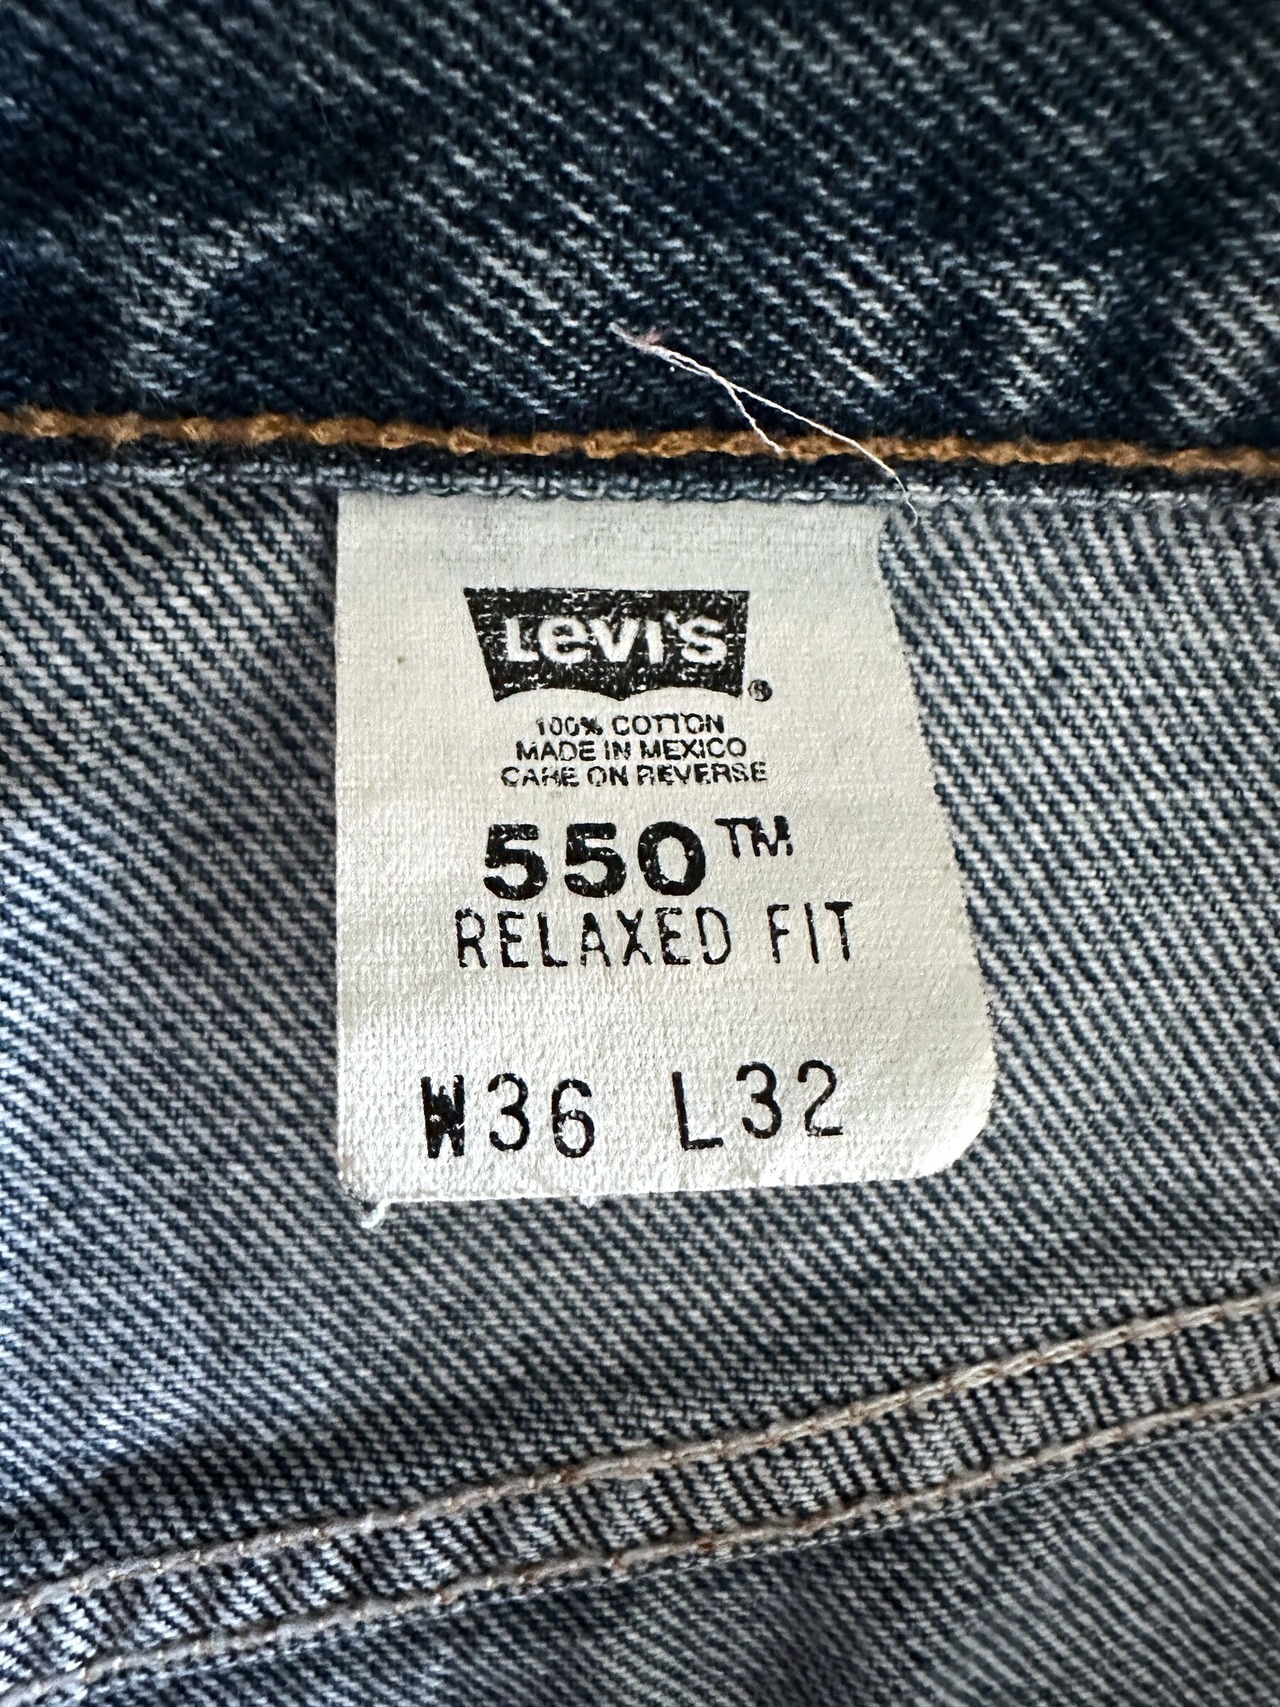 Levi's®
100% COTTON
MADE IN MEXICO
CARE ON REVERSE
550™
RELAXED FIT
W36 L32